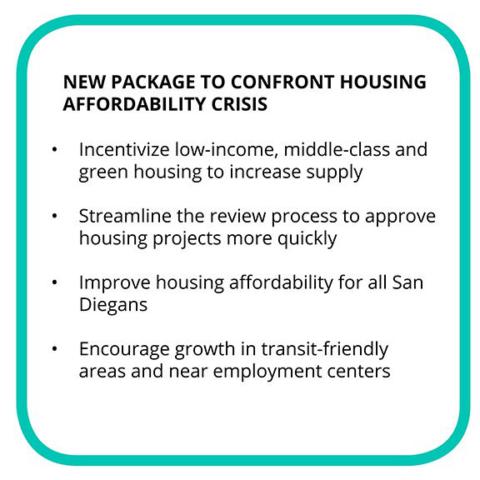 NEW PACKAGE TO CONFRONT HOUSING
AFFORDABILITY CRISIS
• Incentivize low-income, middle-class and
green housing to increase supply
• Streamline the review process to approve
housing projects more quickly
• Improve housing affordability for all San
Diegans
• Encourage growth in transit-friendly
areas and near employment centers